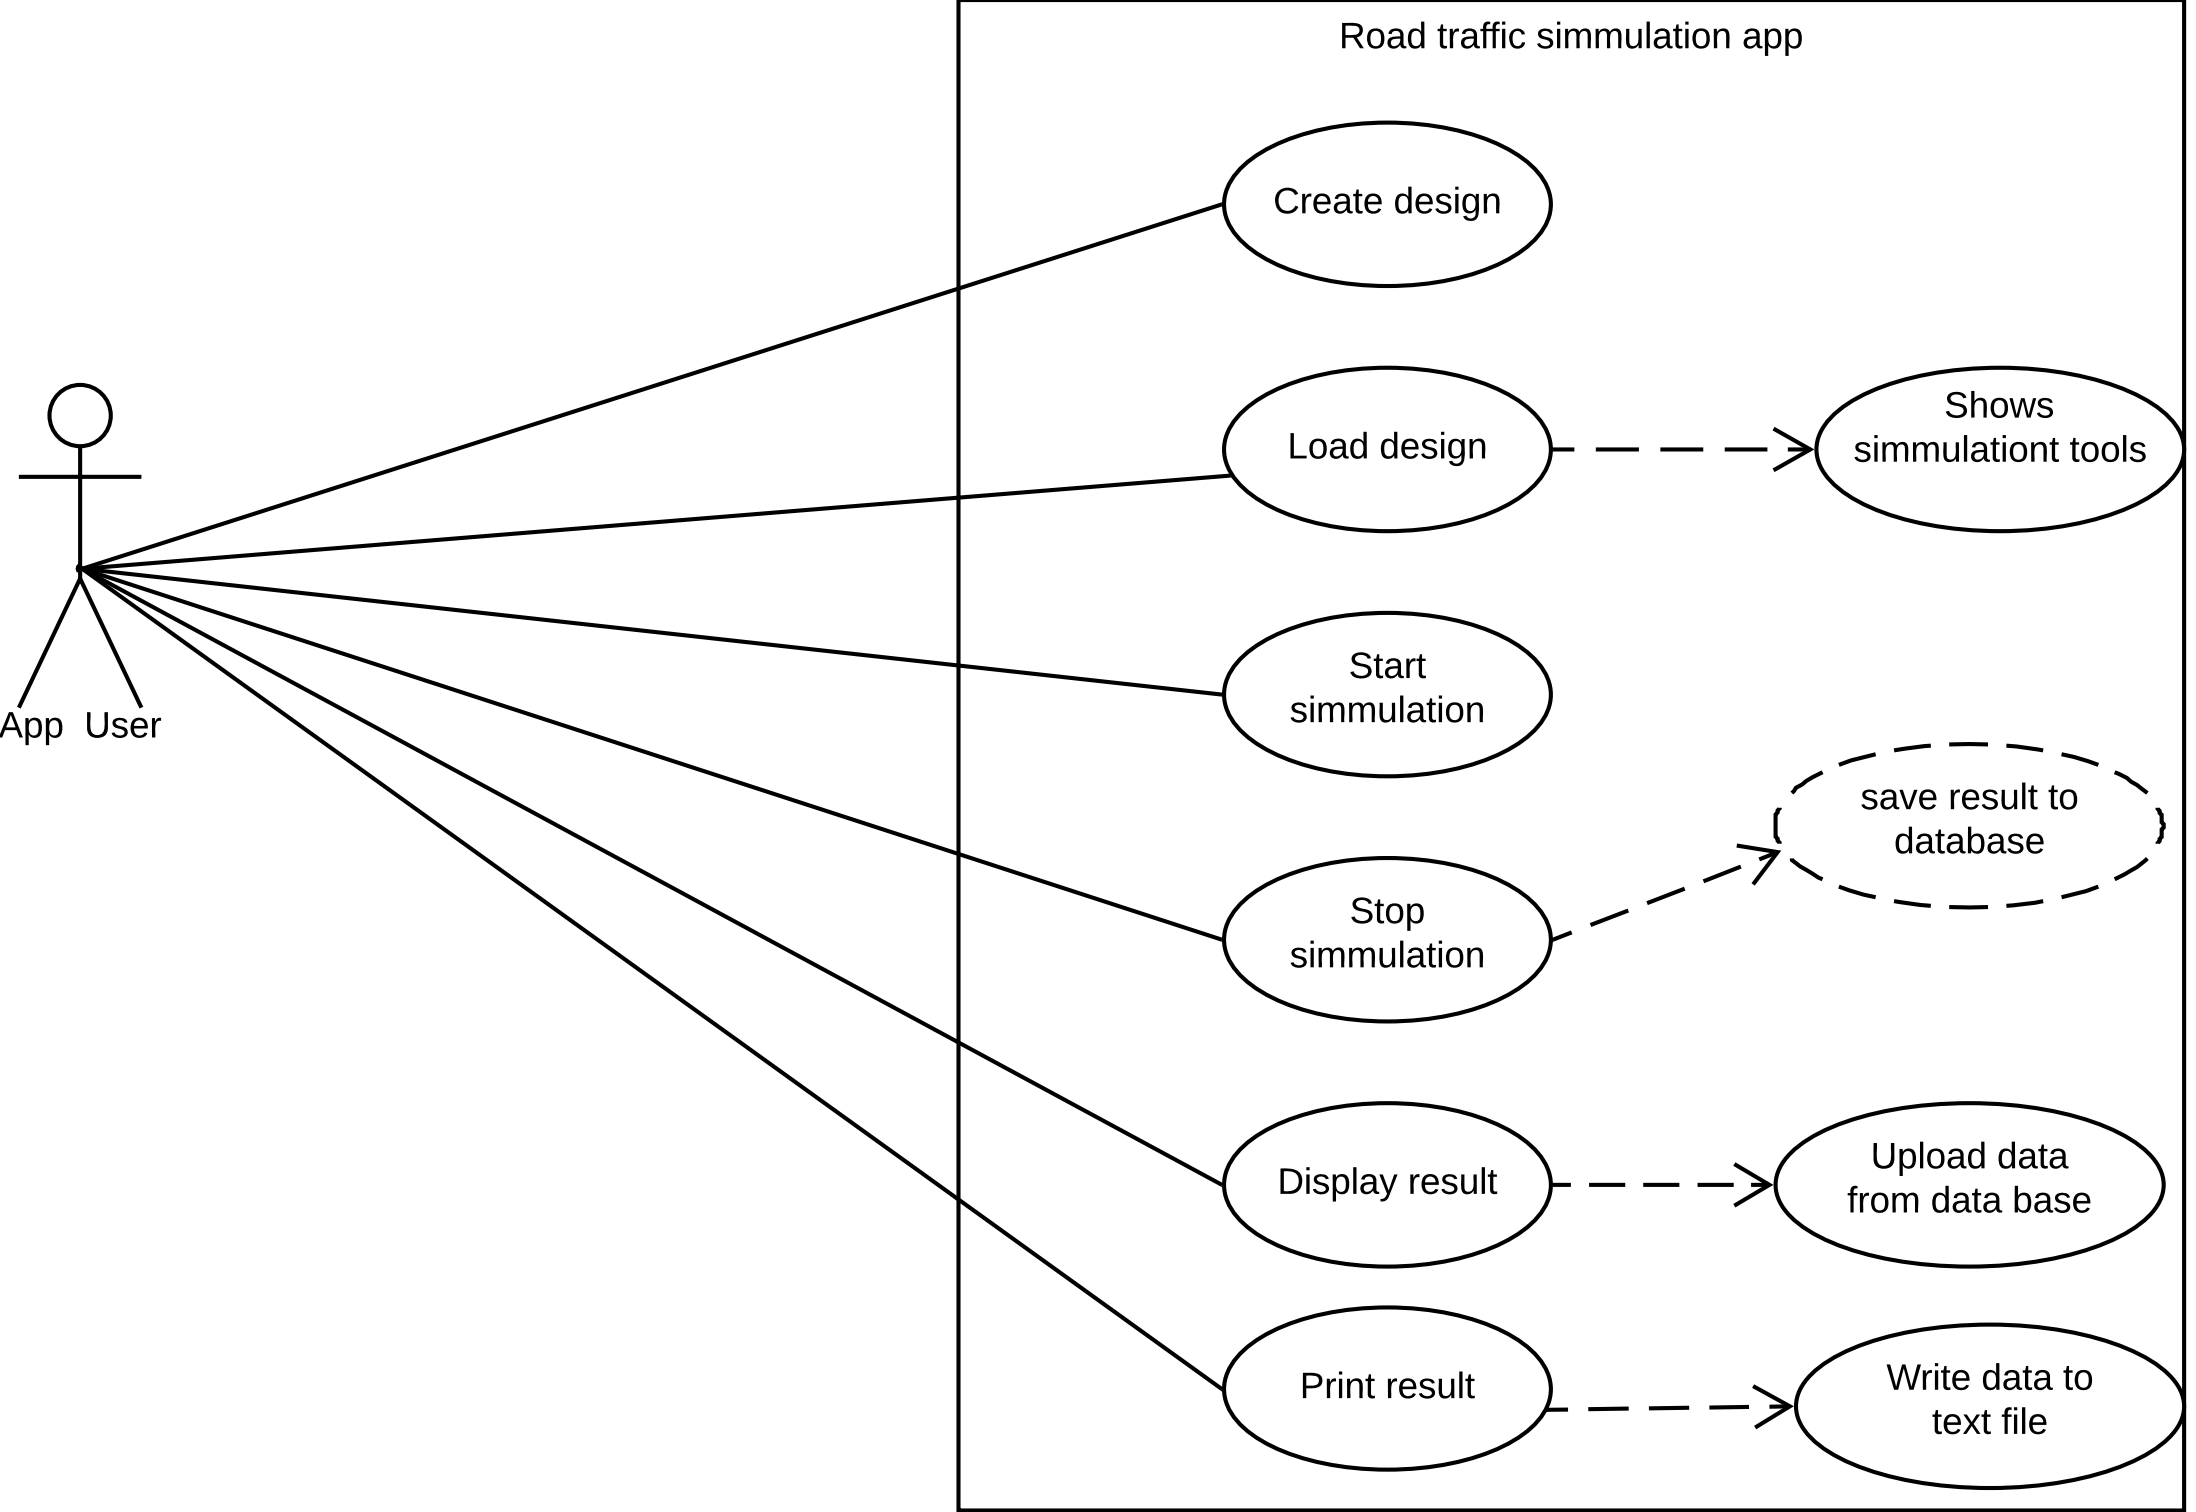 Road traffic simmulation app
Create design
Load design
Shows
simmulationt tools
Start
simmulation
App  User
save result to
database
Stop
simmulation
Display result
Upload data
from data base
Print result
Write data to
text file